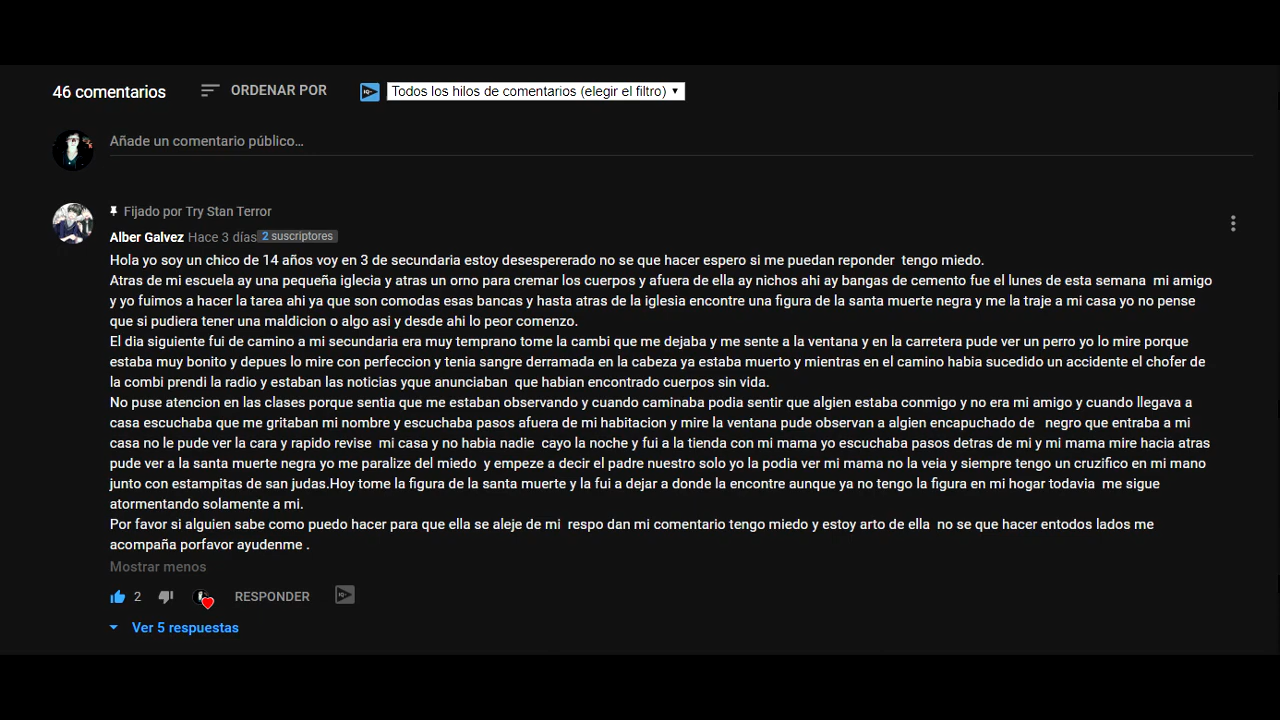 46 comentarios
ORDENAR POR
Todos los hilos de comentarios (elegir el filtro)
Añade un comentario público...
Fijado por Try Stan Terror
Alber Galvez Hace 3 días 2 suscriptores
Hola yo soy un chico de 14 años voy en 3 de secundaria estoy desespererado no se que hacer espero si me puedan reponder tengo miedo.
Atras de mi escuela ay una pequeña iglecia y atras un orno para cremar los cuerpos y afuera de ella ay nichos ahi ay bangas de cemento fue el lunes de esta semana mi amigo
y yo fuimos a hacer la tarea ahi ya que son comodas esas bancas y hasta atras de la iglesia encontre una figura de la santa muerte negra y me la traje a mi casa yo no pense
que si pudiera tener una maldicion o algo asi y desde ahi lo peor comenzo.
El dia siguiente fui de camino a mi secundaria era muy temprano tome la cambi que me dejaba y me sente a la ventana y en la carretera pude ver un perro yo lo mire porque
estaba muy bonito y depues lo mire con perfeccion y tenia sangre derramada en la cabeza ya estaba muerto y mientras en el camino habia sucedido un accidente el chofer de
la combi prendi la radio y estaban las noticias yque anunciaban que habian encontrado cuerpos sin vida.
No puse atencion en las clases porque sentia que me estaban observando y cuando caminaba podia sentir que algien estaba conmigo y no era mi amigo y cuando llegava a
casa escuchaba que me gritaban mi nombre y escuchaba pasos afuera de mi habitacion y mire la ventana pude observan a algien encapuchado de negro que entraba a mi
casa no le pude ver la cara y rapido revise mi casa y no habia nadie cayo la noche y fui a la tienda con mi mama yo escuchaba pasos detras de mi y mi mama mire hacia atras
pude ver a la santa muerte negra yo me paralize del miedo y empeze a decir el padre nuestro solo yo la podia ver mi mama no la veia y siempre tengo un cruzifico en mi mano
junto con estampitas de san judas.Hoy tome la figura de la santa muerte y la fui a dejar a donde la encontre aunque ya no tengo la figura en mi hogar todavia me sigue
atormentando solamente a mi.
Por favor si alguien sabe como puedo hacer para que ella se aleje de mi respo dan mi comentario tengo miedo y estoy arto de ella no se que hacer entodos lados me
acompaña porfavor ayudenme .
Mostrar menos
2 RESPONDER
Ver 5 respuestas